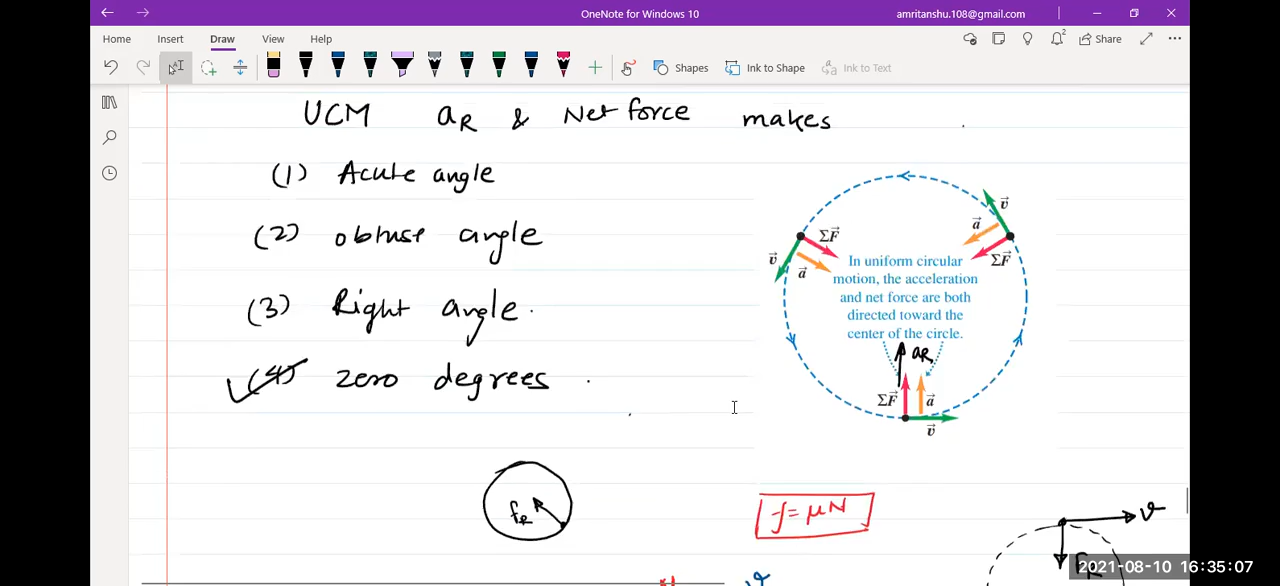 OneNote for Windows 10
amritanshu.108@gmail.com
Home Insert Draw View Help
Share
Shapes Ink to Shape Ink to Text
UCM aR & Net force makes
(1) Acute angle
(2) obtuse angle
(3) Right angle.
(4) zero degrees.
v⃗
a⃗
ΣF⃗
ΣF⃗
v⃗
a⃗
In uniform circular
motion, the acceleration
and net force are both
directed toward the
center of the circle.
aR
ΣF⃗ a⃗
v⃗
fR
f=μN
v
FR
2021-08-10 16:35:07
v